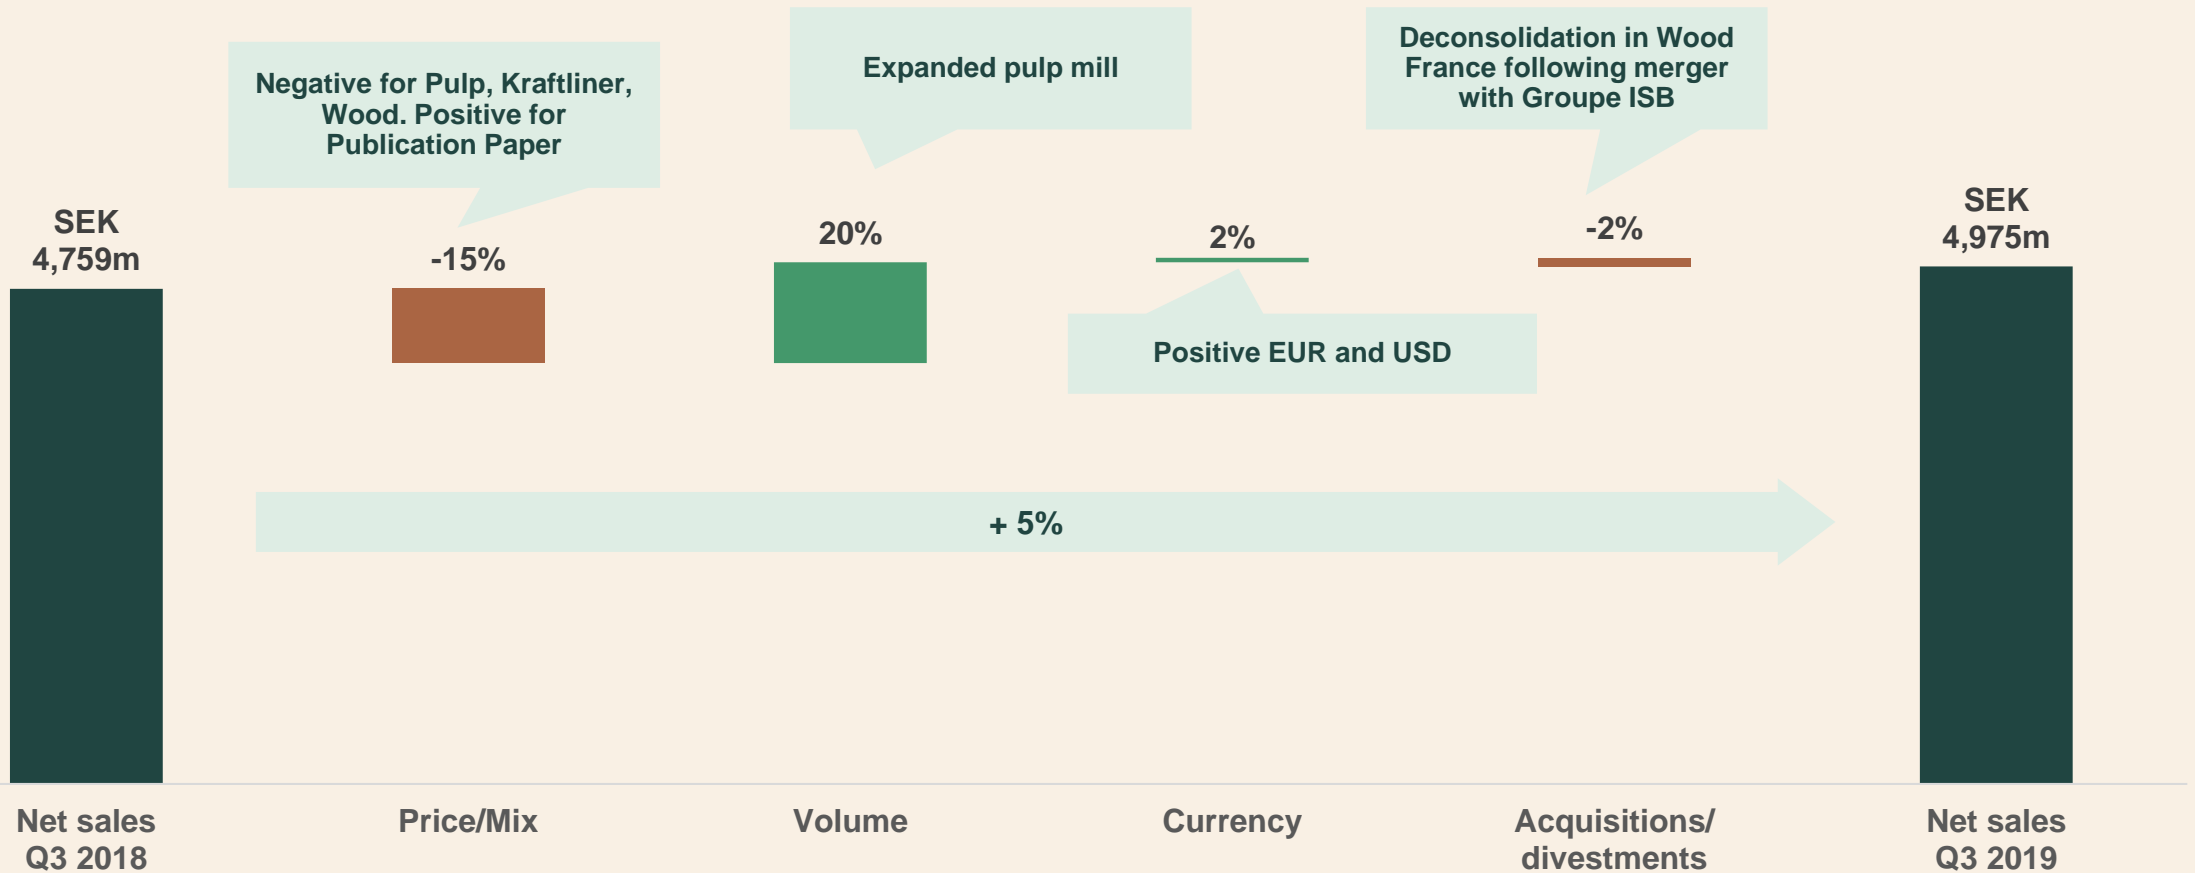 Negative for Pulp, Kraftliner,
Wood. Positive for
Publication Paper
Expanded pulp mill
Deconsolidation in Wood
France following merger
with Groupe ISB
SEK
4,759m
-15%
20%
2%
-2%
SEK
4,975m
Positive EUR and USD
+ 5%
Net sales
Q3 2018
Price/Mix
Volume
Currency
Acquisitions/
divestments
Net sales
Q3 2019